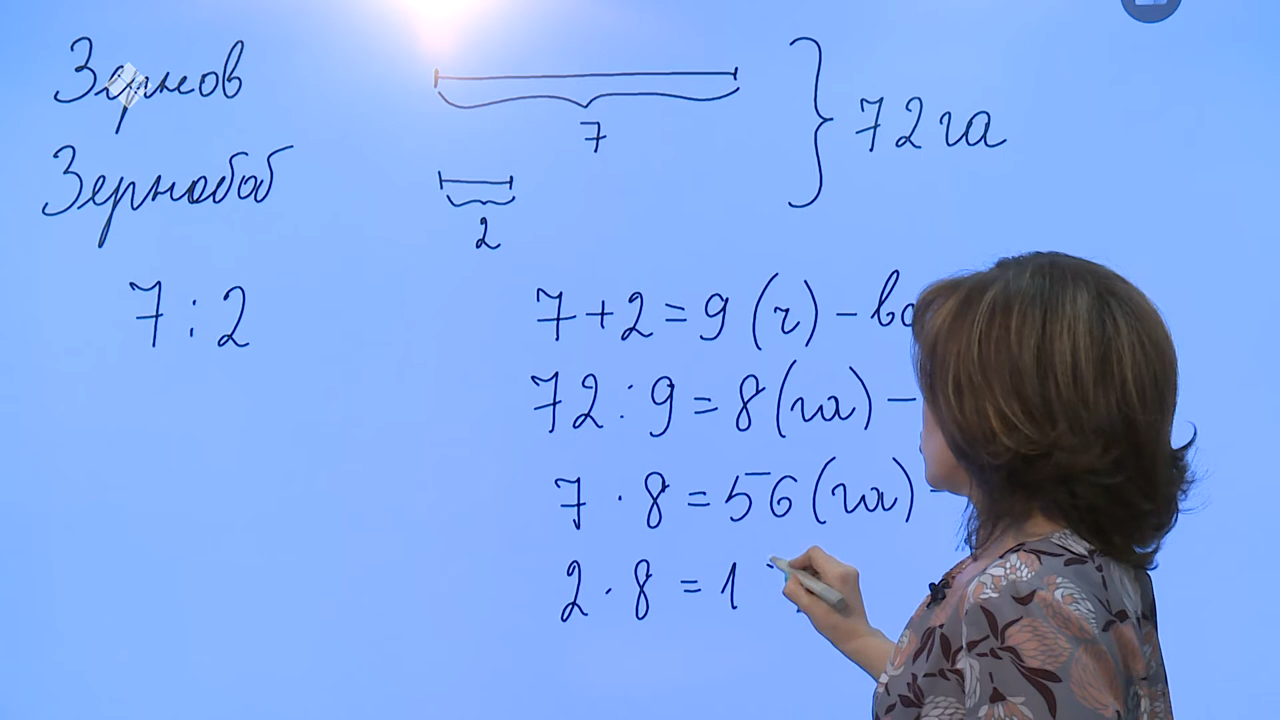 Зернов
7
72 га
Зернобоб
2
7 : 2
7 + 2 = 9 (ч) –
72 : 9 = 8 (га) –
7 · 8 = 56 (га) –
2 · 8 = 1